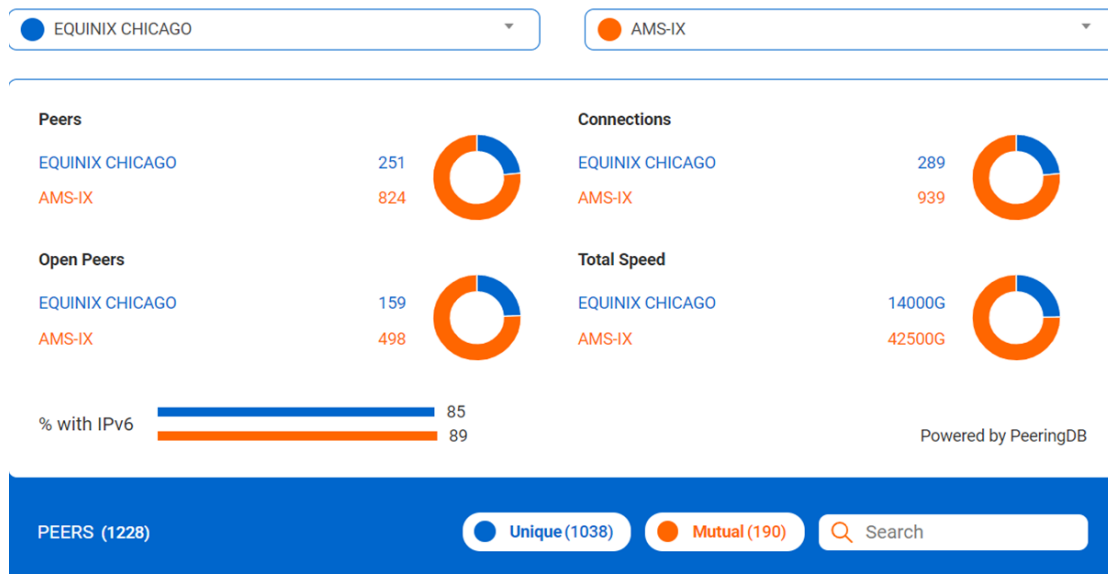 EQUINIX CHICAGO
AMS-IX
Peers
EQUINIX CHICAGO 251
AMS-IX 824
Connections
EQUINIX CHICAGO 289
AMS-IX 939
Open Peers
EQUINIX CHICAGO 159
AMS-IX 498
Total Speed
EQUINIX CHICAGO 14000G
AMS-IX 42500G
% with IPv6
85
89
Powered by PeeringDB
PEERS (1228)
Unique (1038)
Mutual (190)
Search